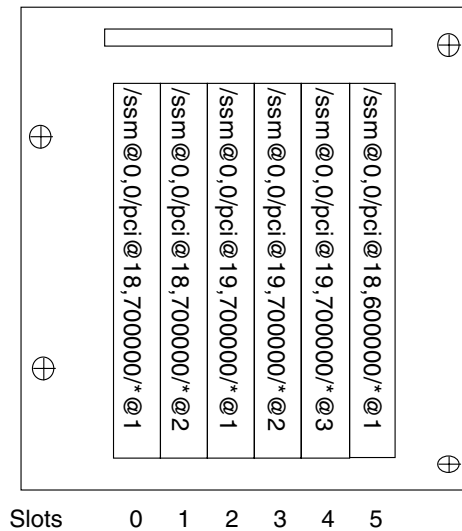 /ssm@0,0/pci@18,700000/*@1
/ssm@0,0/pci@18,700000/*@2
/ssm@0,0/pci@19,700000/*@1
/ssm@0,0/pci@19,700000/*@2
/ssm@0,0/pci@19,700000/*@3
/ssm@0,0/pci@18,600000/*@1
Slots 0 1 2 3 4 5